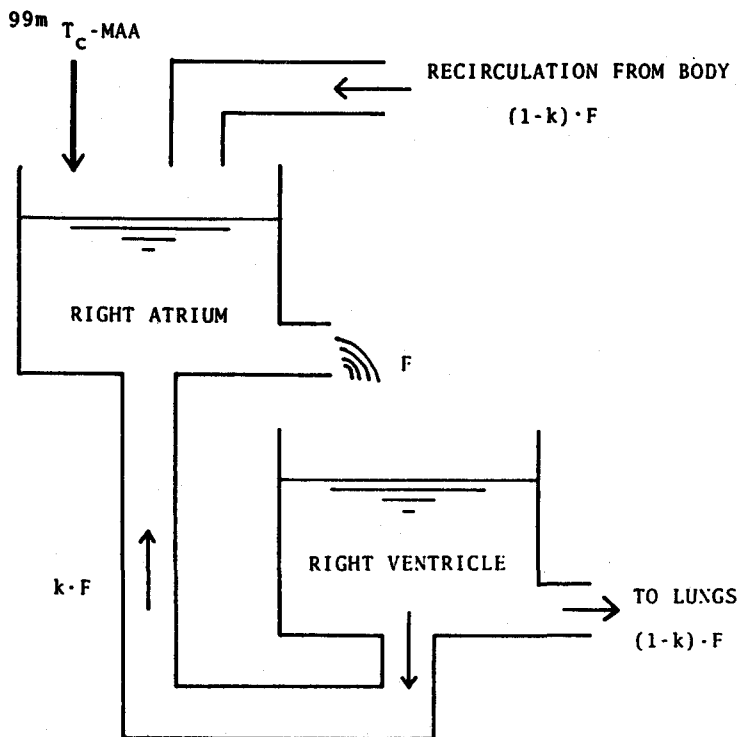 99m Tc-MAA
RECIRCULATION FROM BODY
(1-k)·F
RIGHT ATRIUM
F
RIGHT VENTRICLE
k·F
TO LUNGS
(1-k)·F